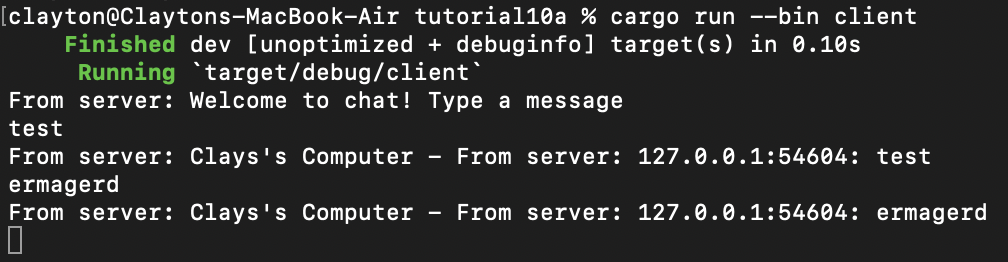 [clayton@Claytons-MacBook-Air tutorial10a % cargo run --bin client
Finished dev [unoptimized + debuginfo] target(s) in 0.10s
Running `target/debug/client`
From server: Welcome to chat! Type a message
test
From server: Clays's Computer - From server: 127.0.0.1:54604: test
ermagerd
From server: Clays's Computer - From server: 127.0.0.1:54604: ermagerd